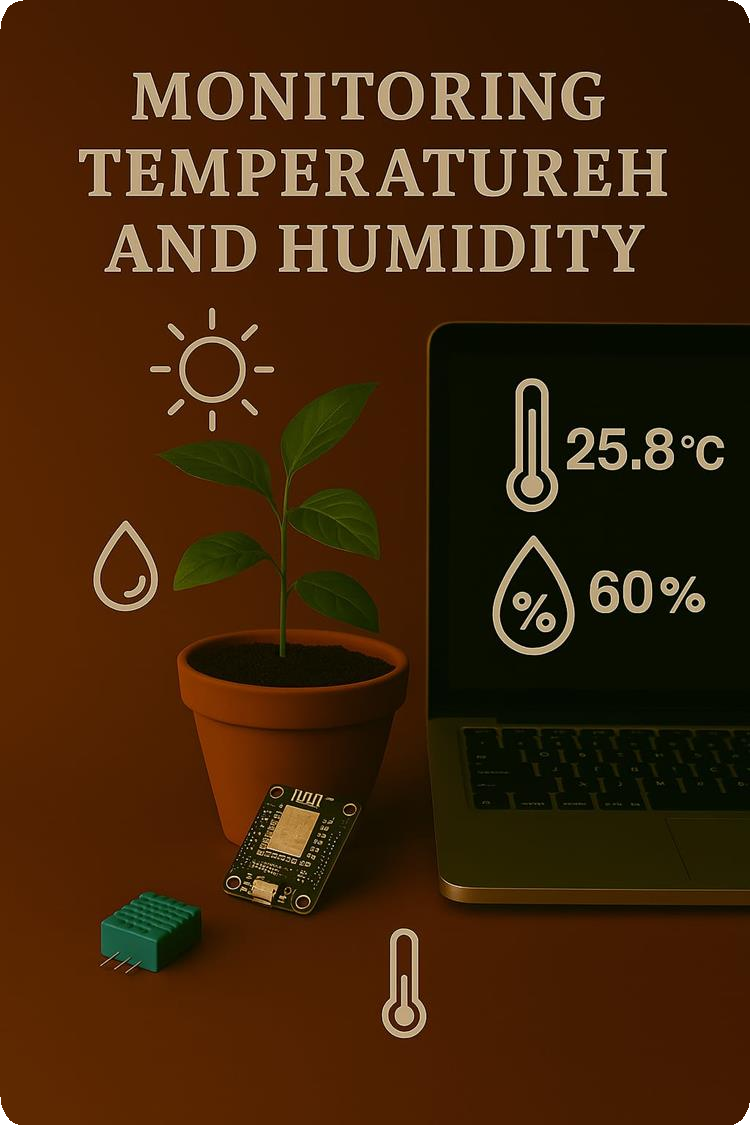 MONITORING
TEMPERATUREH
AND HUMIDITY
25.8°C
%
60%